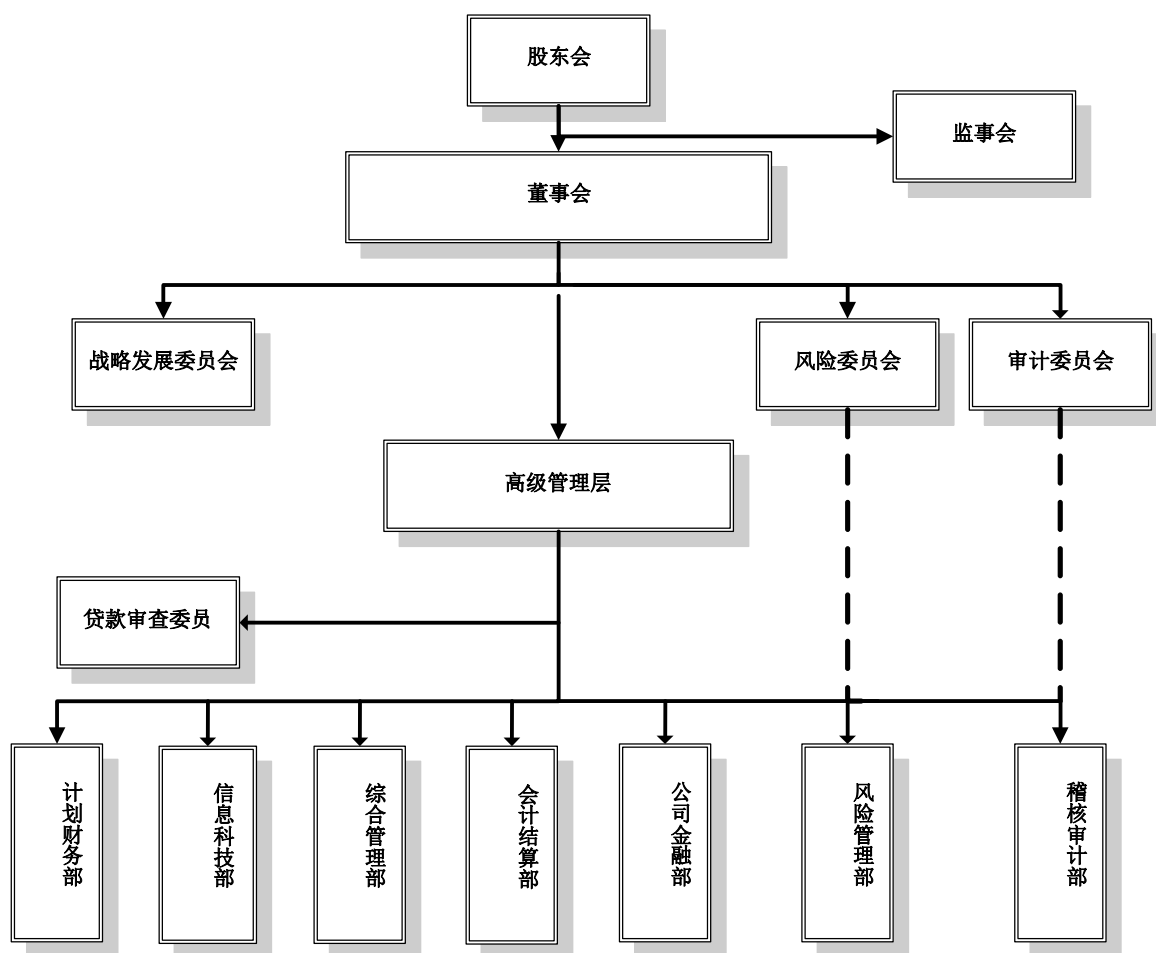 股东会
监事会
董事会
战略发展委员会
风险委员会
审计委员会
高级管理层
贷款审查委员
计划财务部
信息科技部
综合管理部
会计结算部
公司金融部
风险管理部
稽核审计部